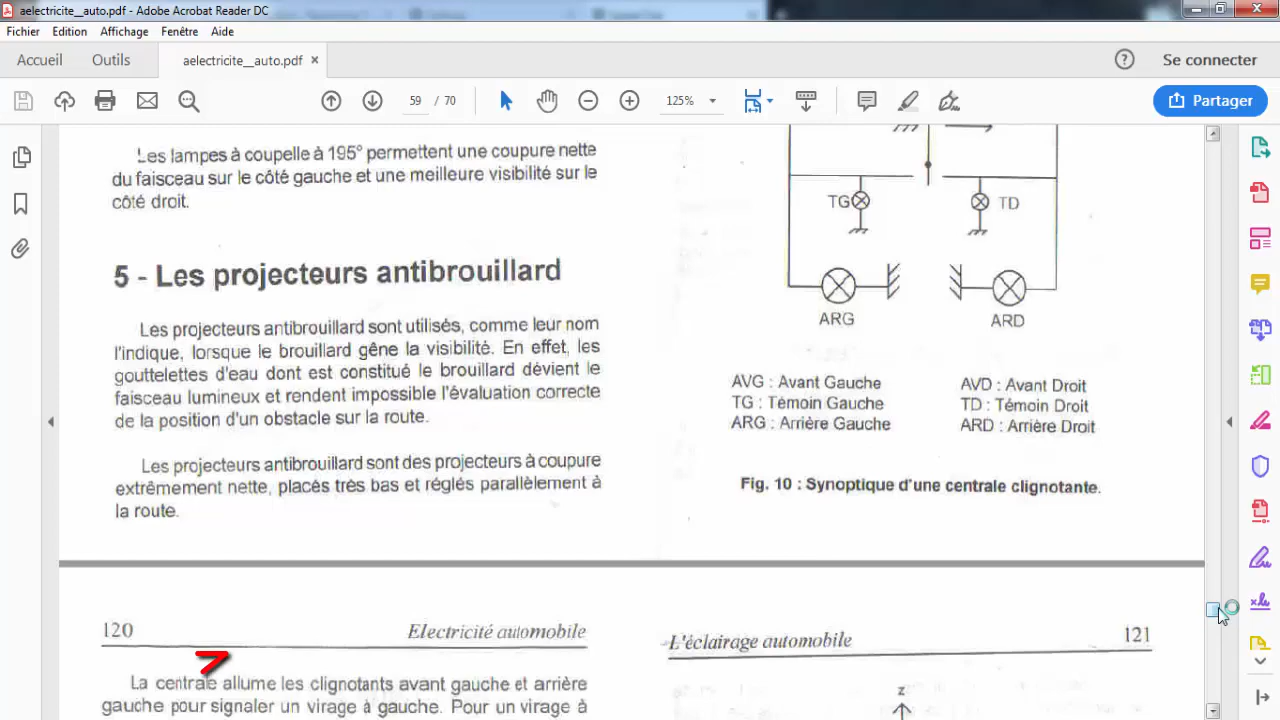 aelectricite__auto.pdf - Adobe Acrobat Reader DC
Fichier Edition Affichage Fenêtre Aide
Accueil Outils aelectricite__auto.pdf × Se connecter
59 / 70 125% Partager
Les lampes à coupelle à 195° permettent une coupure nette
du faisceau sur le côté gauche et une meilleure visibilité sur le
côté droit.
5 - Les projecteurs antibrouillard
Les projecteurs antibrouillard sont utilisés, comme leur nom
l'indique, lorsque le brouillard gêne la visibilité. En effet, les
gouttelettes d'eau dont est constitué le brouillard dévient le
faisceau lumineux et rendent impossible l'évaluation correcte
de la position d'un obstacle sur la route.
Les projecteurs antibrouillard sont des projecteurs à coupure
extrêmement nette, placés très bas et réglés parallèlement à
la route.
TG TD
ARG ARD
AVG : Avant Gauche AVD : Avant Droit
TG : Témoin Gauche TD : Témoin Droit
ARG : Arrière Gauche ARD : Arrière Droit
Fig. 10 : Synoptique d'une centrale clignotante.
120 Electricité automobile
La centrale allume les clignotants avant gauche et arrière
gauche pour signaler un virage à gauche. Pour un virage à
L'éclairage automobile 121
z